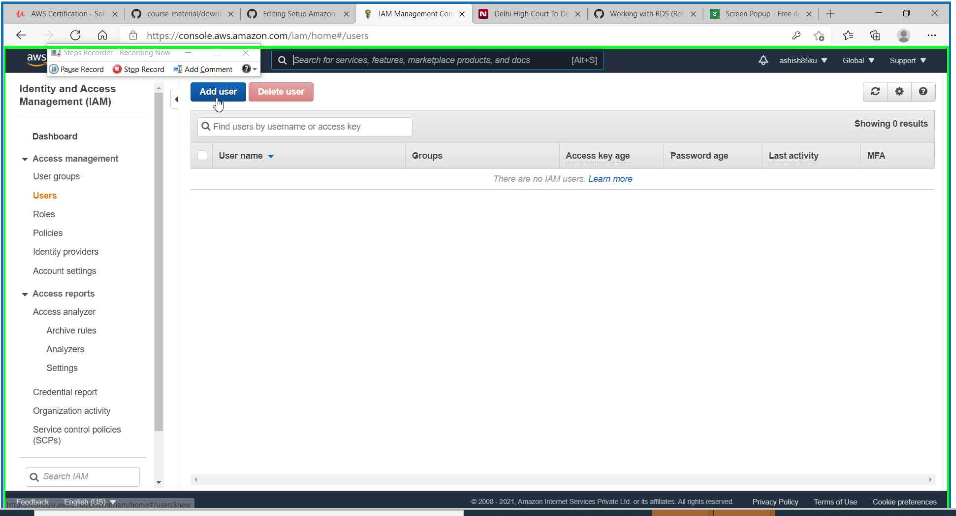 AWS Certification - Sol
course-material/downl
Editing Setup Amazon
IAM Management Con
Delhi High Court To De
Working with RDS (Rel
Screen Popup - Free d
https://console.aws.amazon.com/iam/home#/users
Steps Recorder - Recording Now
aws
Search for services, features, marketplace products, and docs
[Alt+S]
Global
Support
Pause Record
Stop Record
Add Comment
Identity and Access
Management (IAM)
Add user
Delete user
Dashboard
Find users by username or access key
Showing 0 results
Access management
User name
Groups
Access key age
Password age
Last activity
MFA
User groups
There are no IAM users. Learn more
Users
Roles
Policies
Identity providers
Account settings
Access reports
Access analyzer
Archive rules
Analyzers
Settings
Credential report
Organization activity
Service control policies
(SCPs)
Search IAM
Feedback
English (US)
© 2008 - 2021, Amazon Internet Services Private Ltd. or its affiliates. All rights reserved.
Privacy Policy
Terms of Use
Cookie preferences